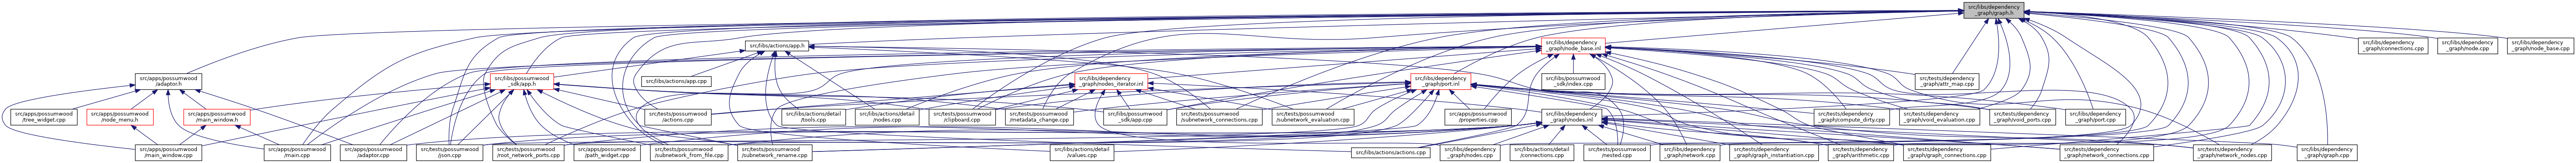 src/libs/dependency
_graph/graph.h
src/libs/actions/app.h
src/libs/dependency
_graph/node_base.inl
src/libs/dependency
_graph/connections.cpp
src/libs/dependency
_graph/node.cpp
src/libs/dependency
_graph/node_base.cpp
src/apps/possumwood
/adaptor.h
src/libs/possumwood
_sdk/app.h
src/libs/actions/app.cpp
src/libs/dependency
_graph/nodes_iterator.inl
src/libs/dependency
_graph/port.inl
src/libs/possumwood
_sdk/index.cpp
src/tests/dependency
_graph/attr_map.cpp
src/apps/possumwood
/tree_widget.cpp
src/apps/possumwood
/node_menu.h
src/apps/possumwood
/main_window.h
src/tests/possumwood
/actions.cpp
src/libs/actions/detail
/tools.cpp
src/libs/actions/detail
/nodes.cpp
src/tests/possumwood
/clipboard.cpp
src/tests/possumwood
/metadata_change.cpp
src/libs/possumwood
_sdk/app.cpp
src/tests/possumwood
/subnetwork_connections.cpp
src/tests/possumwood
/subnetwork_evaluation.cpp
src/apps/possumwood
/properties.cpp
src/libs/dependency
_graph/nodes.inl
src/tests/dependency
_graph/compute_dirty.cpp
src/tests/dependency
_graph/void_evaluation.cpp
src/tests/dependency
_graph/void_ports.cpp
src/libs/dependency
_graph/port.cpp
src/apps/possumwood
/main_window.cpp
src/apps/possumwood
/main.cpp
src/apps/possumwood
/adaptor.cpp
src/tests/possumwood
/json.cpp
src/tests/possumwood
/root_network_ports.cpp
src/apps/possumwood
/path_widget.cpp
src/tests/possumwood
/subnetwork_from_file.cpp
src/tests/possumwood
/subnetwork_rename.cpp
src/libs/actions/detail
/values.cpp
src/libs/actions/actions.cpp
src/libs/dependency
_graph/nodes.cpp
src/libs/actions/detail
/connections.cpp
src/tests/possumwood
/nested.cpp
src/libs/dependency
_graph/network.cpp
src/tests/dependency
_graph/graph_instantiation.cpp
src/tests/dependency
_graph/arithmetic.cpp
src/tests/dependency
_graph/graph_connections.cpp
src/tests/dependency
_graph/network_connections.cpp
src/tests/dependency
_graph/network_nodes.cpp
src/libs/dependency
_graph/graph.cpp